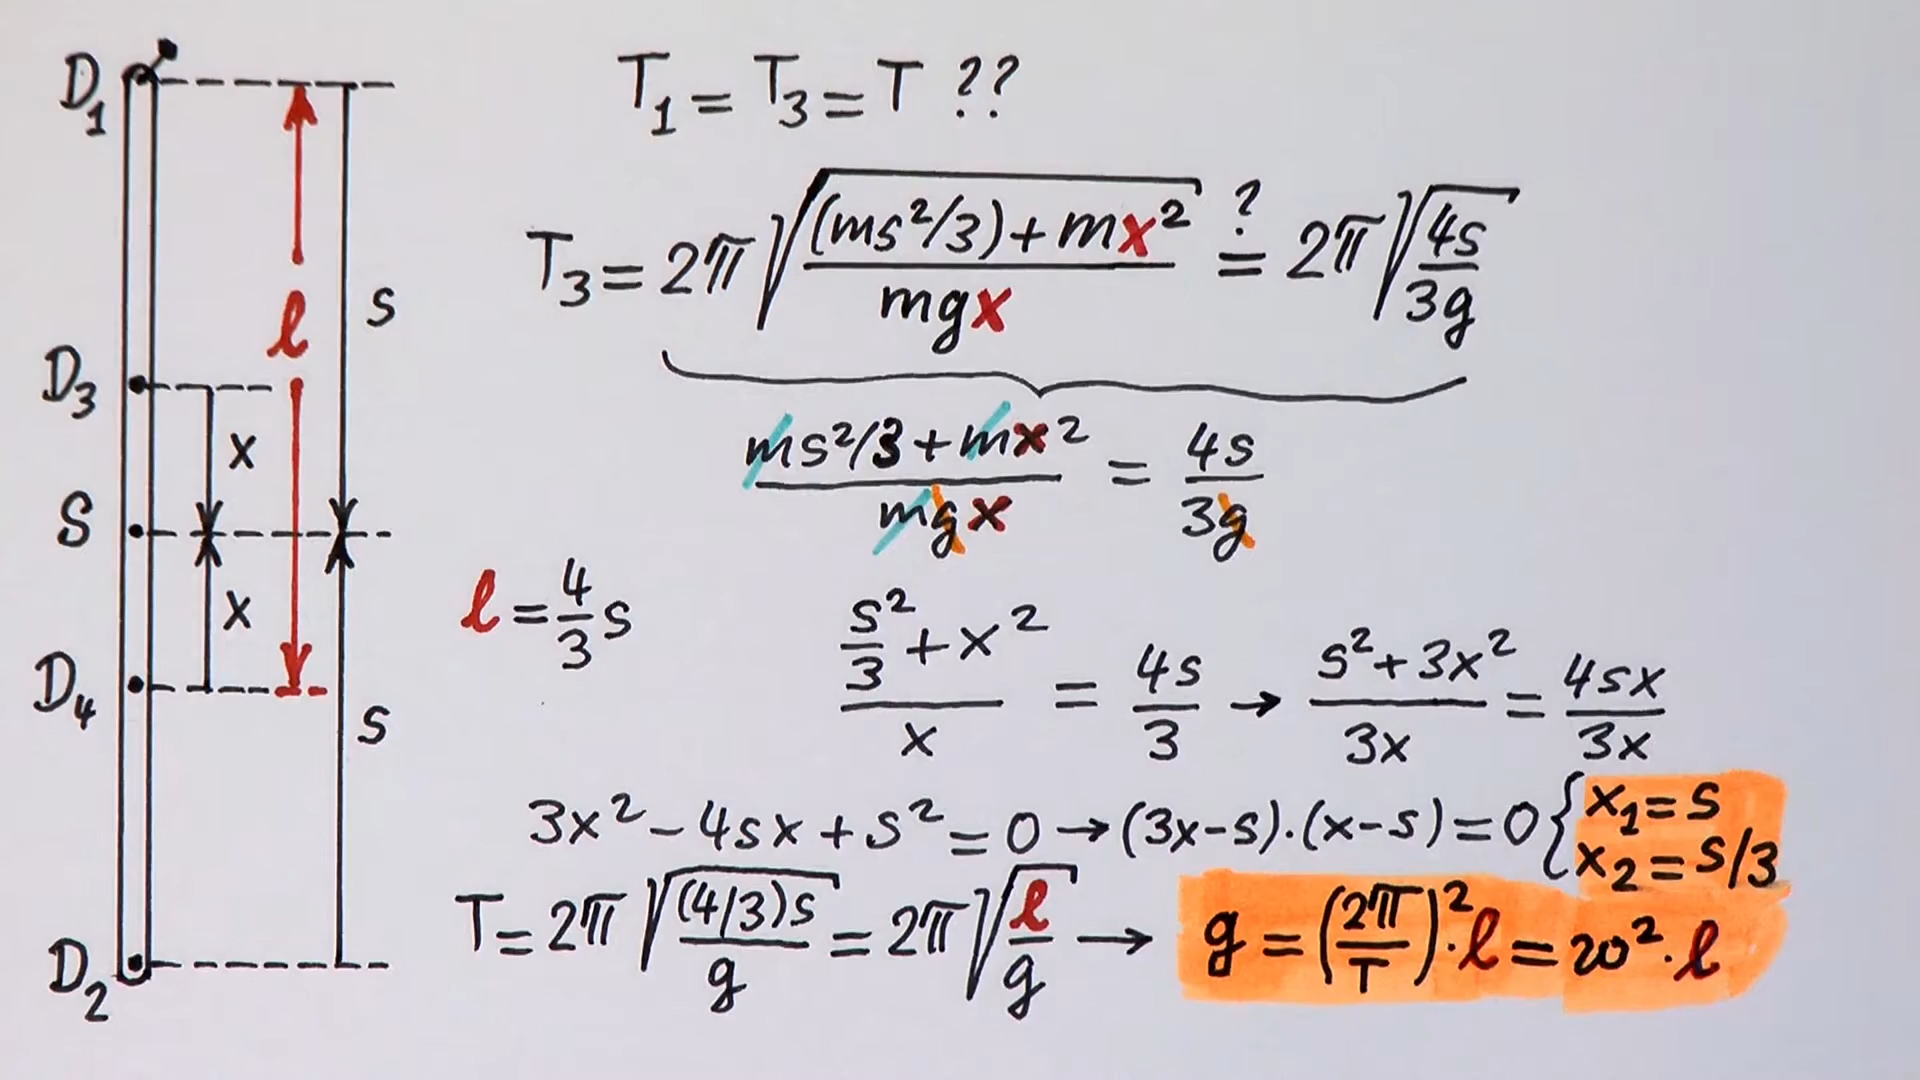 D₁
l
s
D₃
x
S
x
D₄
s
D₂
T₁ = T₃ = T ??
T₃ = 2π √((ms²/3) + mx² / mgx) ?= 2π √(4s / 3g)
ms²/3 + mx² / mgx = 4s / 3g
l = 4/3 s
(s²/3 + x²) / x = 4s / 3 → (s² + 3x²) / 3x = 4sx / 3x
3x² - 4sx + s² = 0 → (3x - s)·(x - s) = 0 { x₁ = s
x₂ = s/3
T = 2π √((4/3)s / g) = 2π √(l / g) → g = (2π/T)²·l = 20²·l